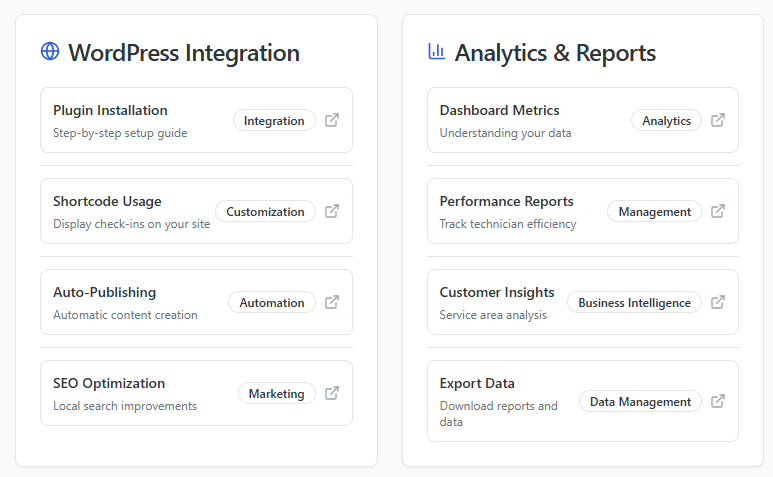 WordPress Integration
Plugin Installation
Step-by-step setup guide
Integration
Shortcode Usage
Display check-ins on your site
Customization
Auto-Publishing
Automatic content creation
Automation
SEO Optimization
Local search improvements
Marketing
Analytics & Reports
Dashboard Metrics
Understanding your data
Analytics
Performance Reports
Track technician efficiency
Management
Customer Insights
Service area analysis
Business Intelligence
Export Data
Download reports and
data
Data Management